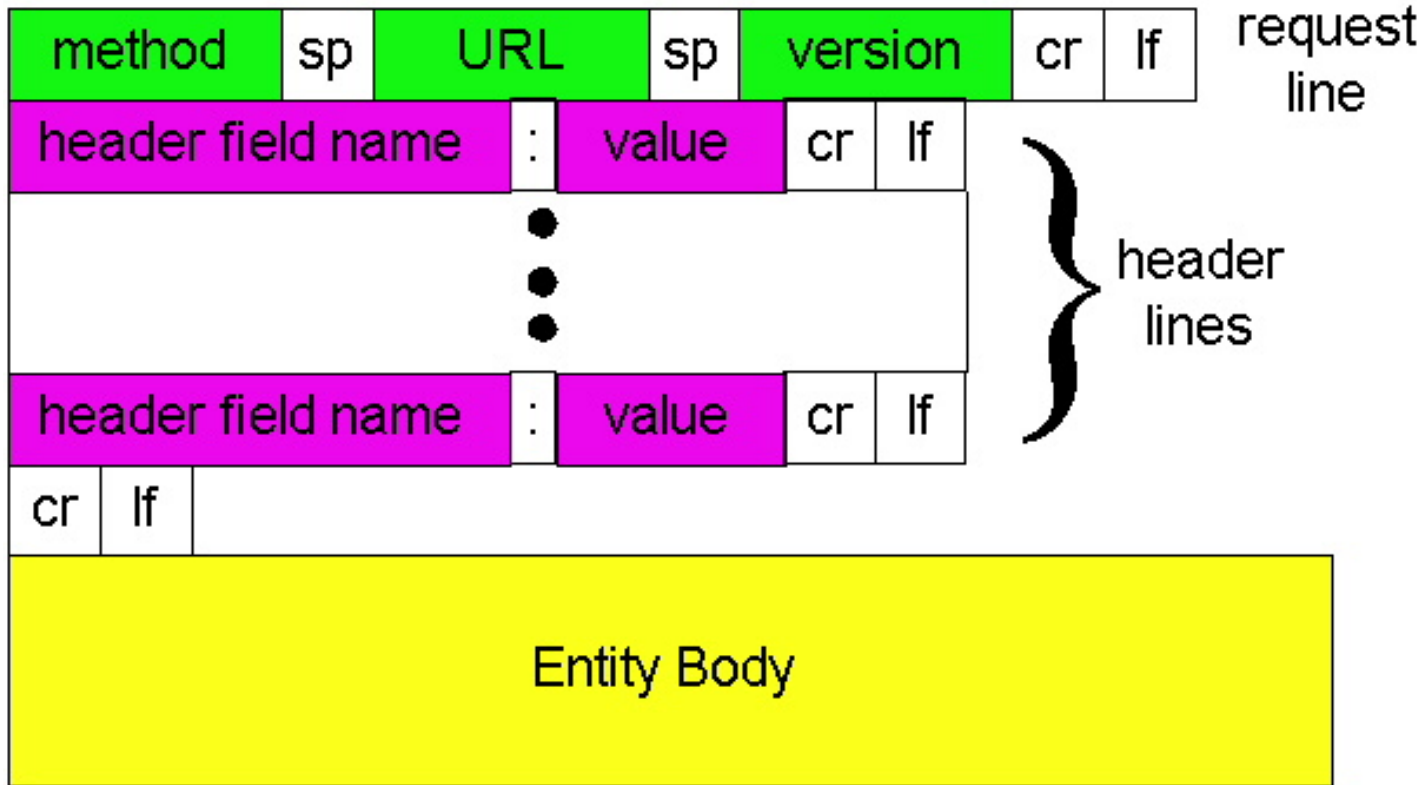 method sp URL sp version cr lf
request line
header field name : value cr lf
header lines
header field name : value cr lf
cr lf
Entity Body